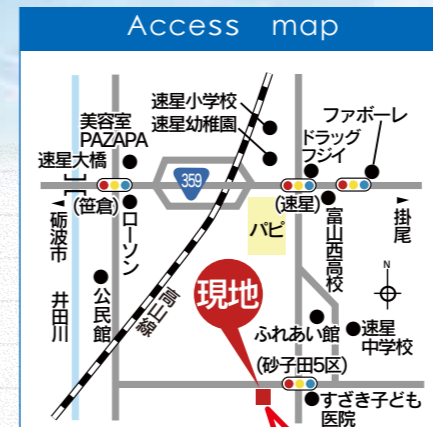 Access map
速星小学校
速星幼稚園
美容室
PAZAPA
ドラッグ
フジイ
ファボーレ
速星大橋
359
(笹倉)
(速星)
掛尾
砺波市
ローソン
パピ
富山西高校
N
井田川
公民館
高山線
現地
ふれあい館
速星
中学校
(砂子田5区)
すざき子ども
医院